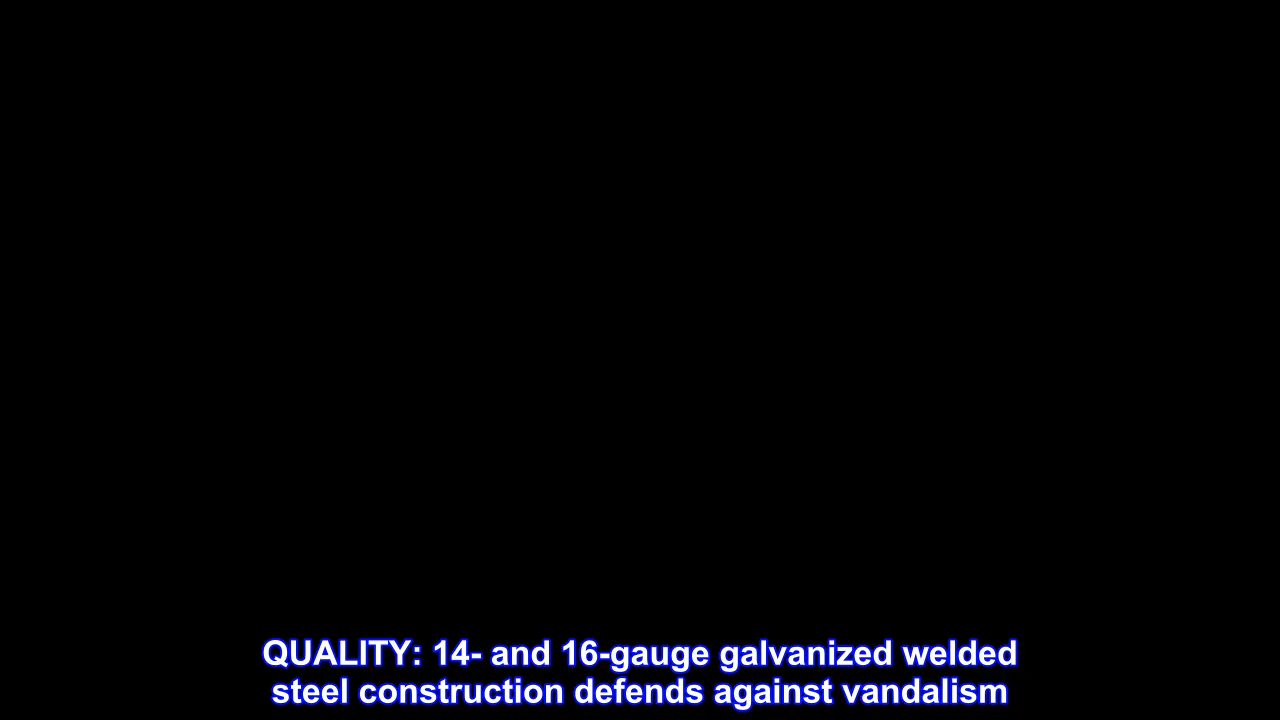 QUALITY: 14- and 16-gauge galvanized welded
steel construction defends against vandalism